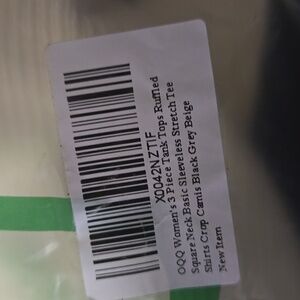 X0042NZTIF
OQQ Women's 3 Piece Tank Tops Ruffled
Square Neck Basic Sleeveless Stretch Tee
Shirts Crop Camis Black Grey Beige
New Item